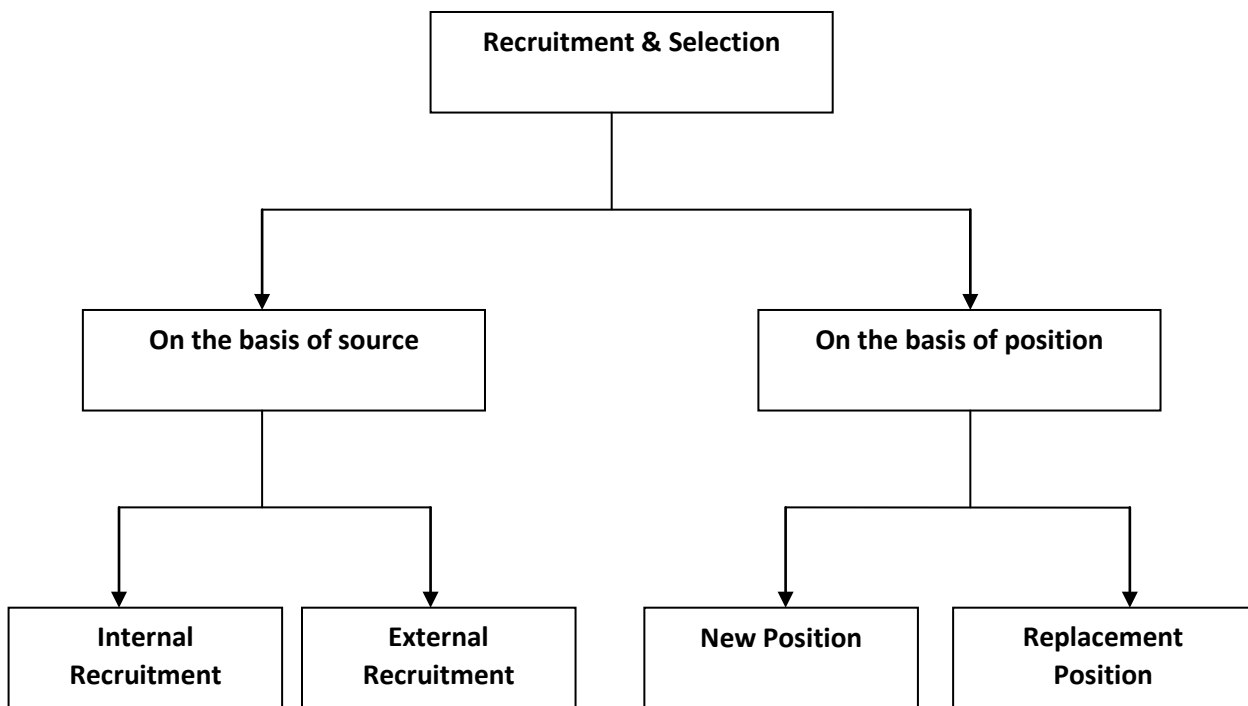 Recruitment & Selection
On the basis of source
On the basis of position
Internal
Recruitment
External
Recruitment
New Position
Replacement
Position